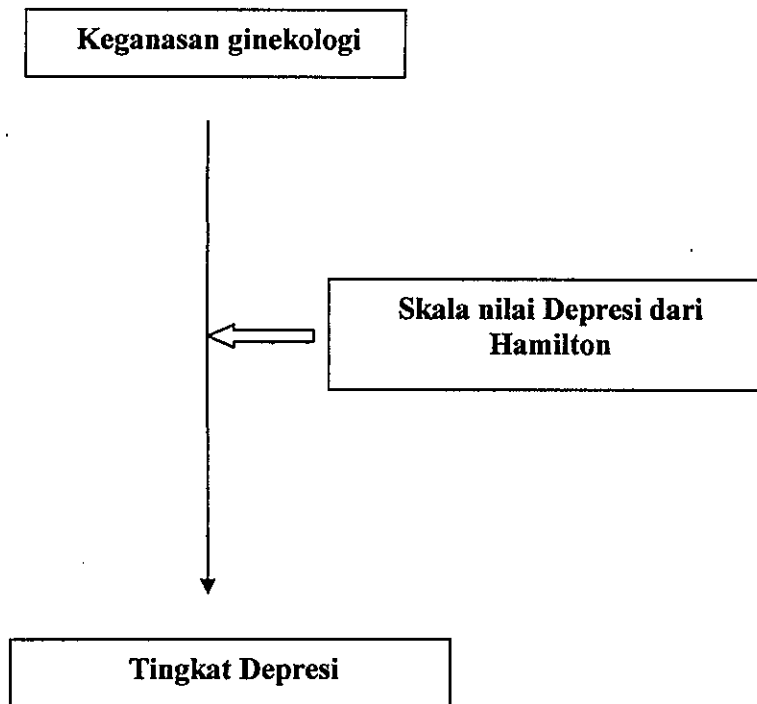 Keganasan ginekologi
Skala nilai Depresi dari
Hamilton
Tingkat Depresi